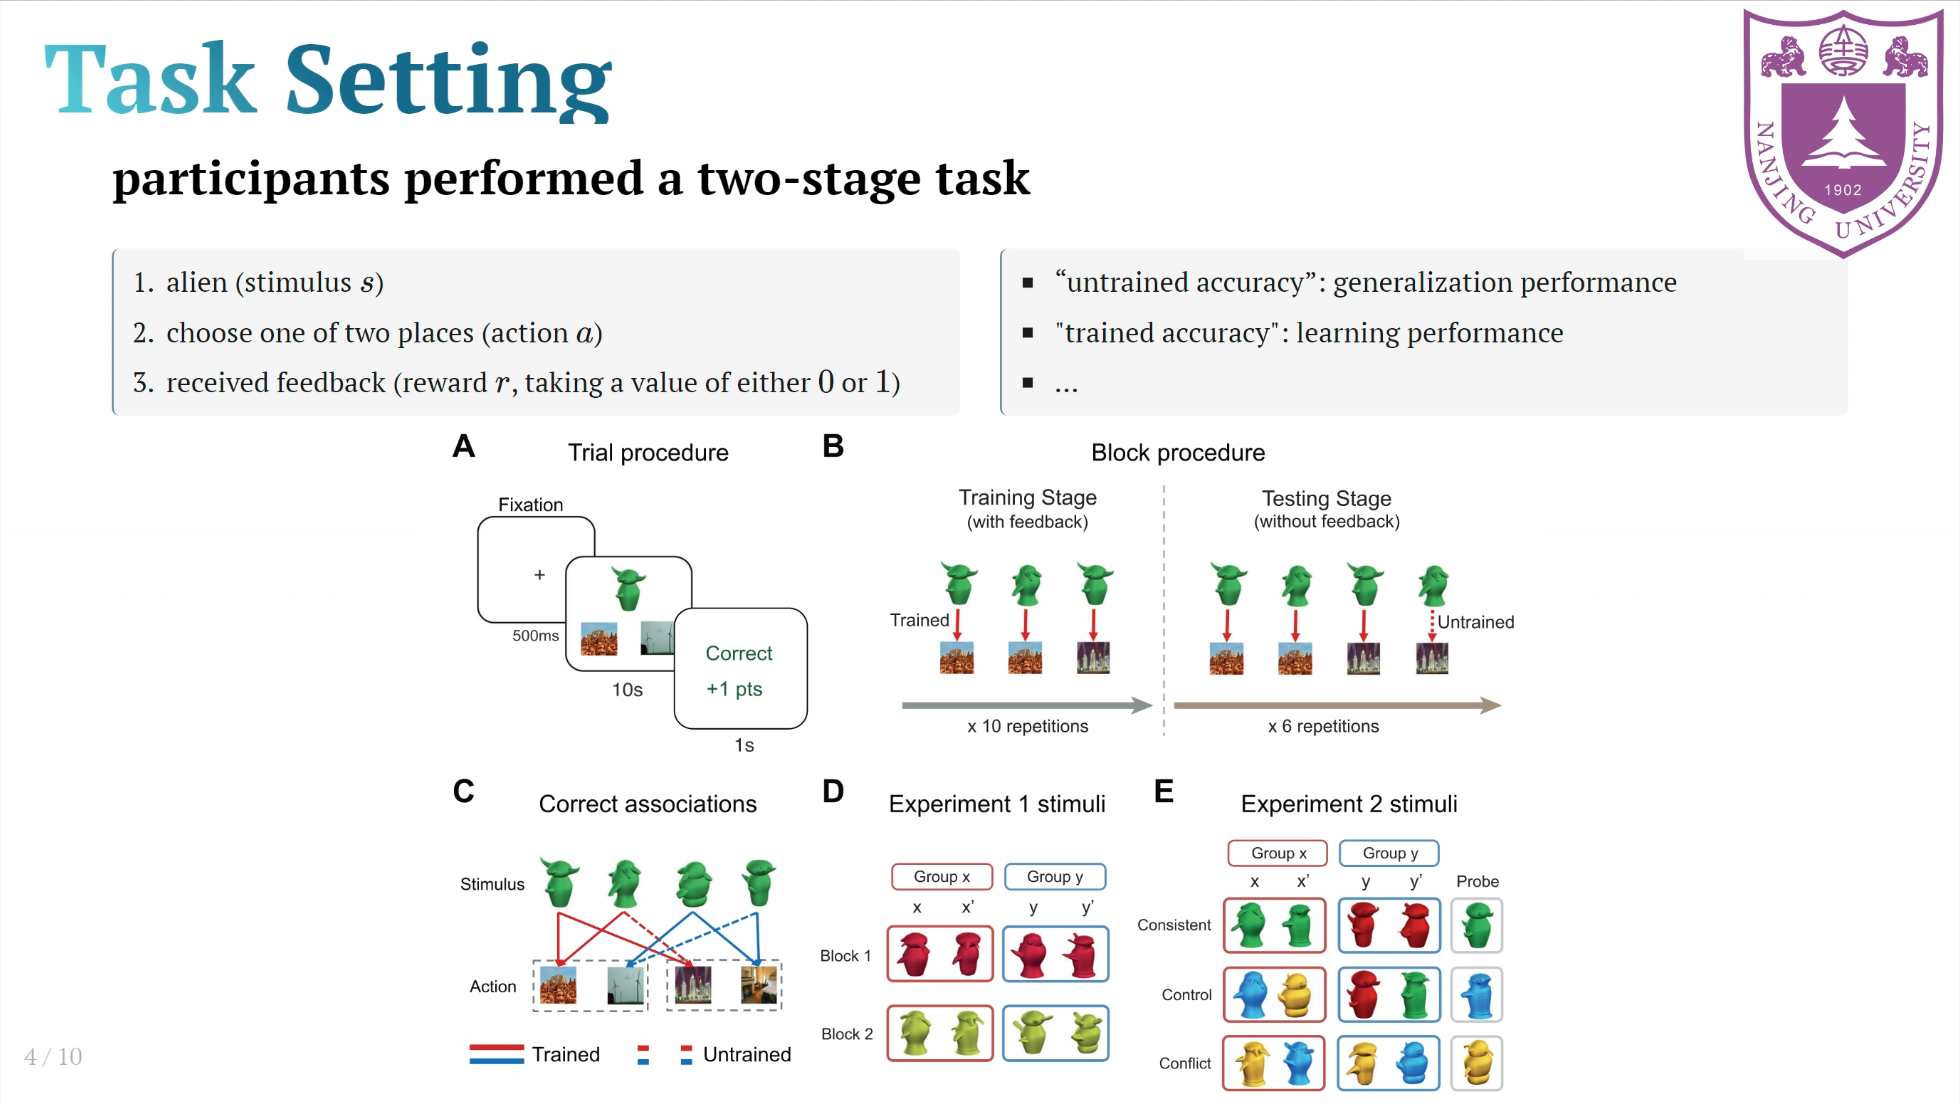 Task Setting
NANJING UNIVERSITY
1902
participants performed a two-stage task
1. alien (stimulus s)
2. choose one of two places (action a)
3. received feedback (reward r, taking a value of either 0 or 1)
▪ “untrained accuracy”: generalization performance
▪ "trained accuracy": learning performance
▪ ...
A Trial procedure
Fixation
+
500ms
10s
Correct
+1 pts
1s
B Block procedure
Training Stage
(with feedback)
Testing Stage
(without feedback)
Trained
Untrained
x 10 repetitions
x 6 repetitions
C Correct associations
Stimulus
Action
Trained
Untrained
D Experiment 1 stimuli
Group x
Group y
x x’ y y’
Block 1
Block 2
E Experiment 2 stimuli
Group x
Group y
x x’ y y’ Probe
Consistent
Control
Conflict
4 / 10